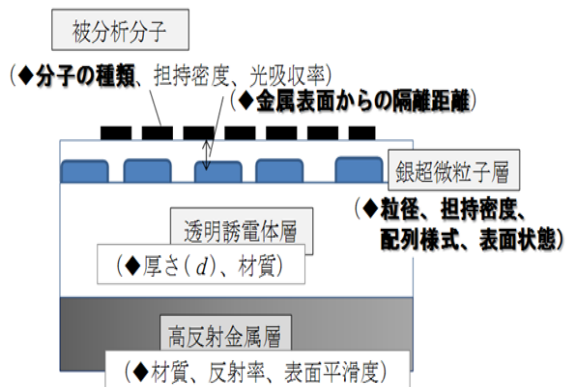 被分析分子
(◆分子の種類、担持密度、光吸収率)
(◆金属表面からの隔離距離)
銀超微粒子層
(◆粒径、担持密度、
配列様式、表面状態)
透明誘電体層
(◆厚さ(d)、材質)
高反射金属層
(◆材質、反射率、表面平滑度)